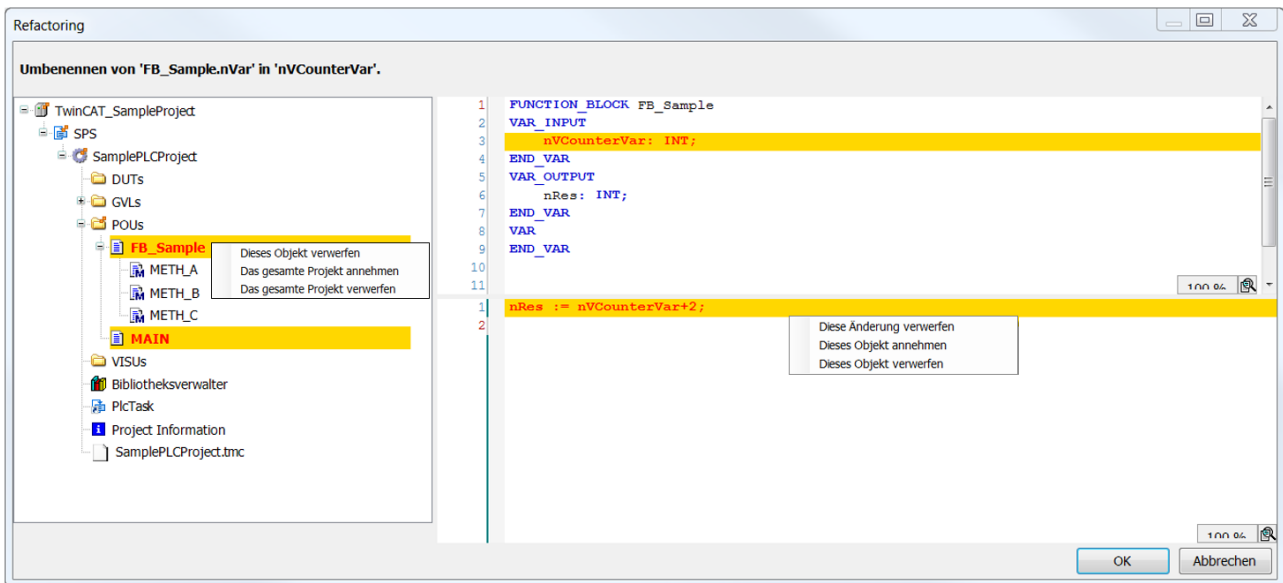 Refactoring
Umbenennen von 'FB_Sample.nVar' in 'nVCounterVar'.
TwinCAT_SampleProject
SPS
SamplePLCProject
DUTs
GVLs
POUs
FB_Sample
METH_A
METH_B
METH_C
MAIN
VISUs
Bibliotheksverwalter
PlcTask
Project Information
SamplePLCProject.tmc
Dieses Objekt verwerfen
Das gesamte Projekt annehmen
Das gesamte Projekt verwerfen
1 FUNCTION_BLOCK FB_Sample
2 VAR_INPUT
3 nVCounterVar: INT;
4 END_VAR
5 VAR_OUTPUT
6 nRes: INT;
7 END_VAR
8 VAR
9 END_VAR
10
11
100 %
1 nRes := nVCounterVar+2;
2
Diese Änderung verwerfen
Dieses Objekt annehmen
Dieses Objekt verwerfen
100 %
OK Abbrechen